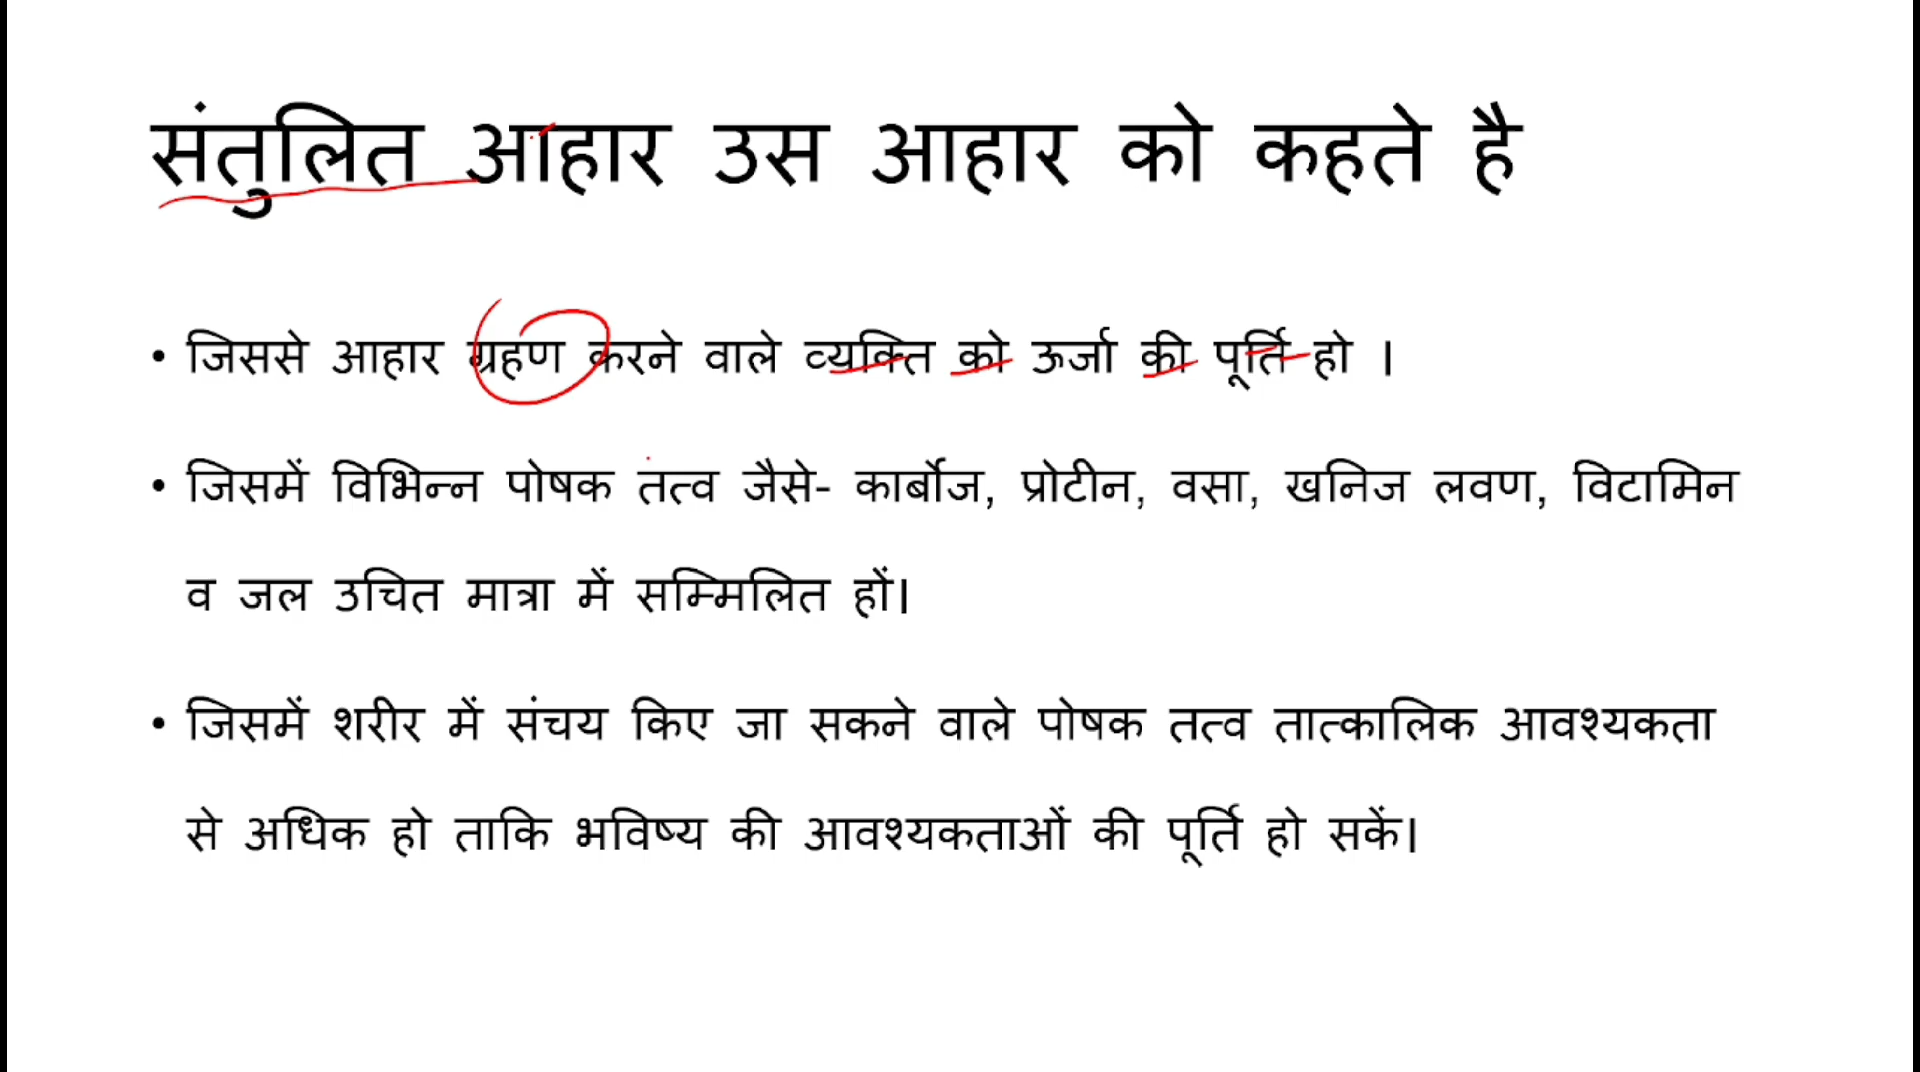 संतुलित आहार उस आहार को कहते है
• जिससे आहार ग्रहण करने वाले व्यक्ति को ऊर्जा की पूर्ति हो ।
• जिसमें विभिन्न पोषक तत्व जैसे- कार्बोज, प्रोटीन, वसा, खनिज लवण, विटामिन
व जल उचित मात्रा में सम्मिलित हों।
• जिसमें शरीर में संचय किए जा सकने वाले पोषक तत्व तात्कालिक आवश्यकता
से अधिक हो ताकि भविष्य की आवश्यकताओं की पूर्ति हो सकें।